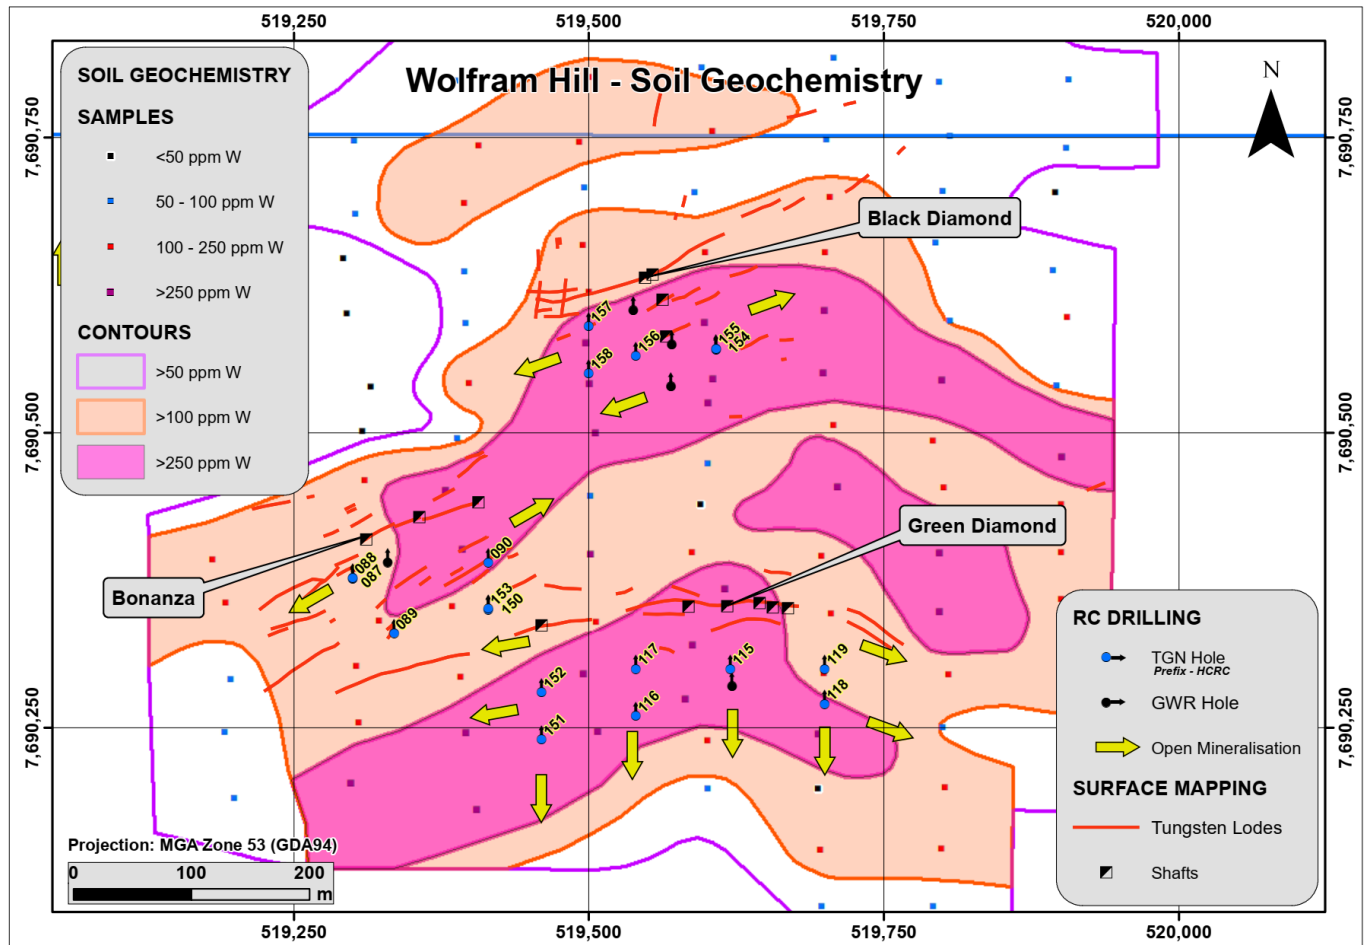 519,250
519,500
519,750
520,000
Wolfram Hill - Soil Geochemistry
SOIL GEOCHEMISTRY
SAMPLES
<50 ppm W
50 - 100 ppm W
100 - 250 ppm W
>250 ppm W
CONTOURS
>50 ppm W
>100 ppm W
>250 ppm W
N
7,690,750
7,690,750
Black Diamond
157
156
155
154
158
7,690,500
7,690,500
Green Diamond
090
088
087
Bonanza
153
150
089
117
115
119
152
116
118
151
7,690,250
7,690,250
RC DRILLING
TGN Hole
Prefix - HCRC
GWR Hole
Open Mineralisation
SURFACE MAPPING
Tungsten Lodes
Shafts
Projection: MGA Zone 53 (GDA94)
0
100
200
m
519,250
519,500
519,750
520,000